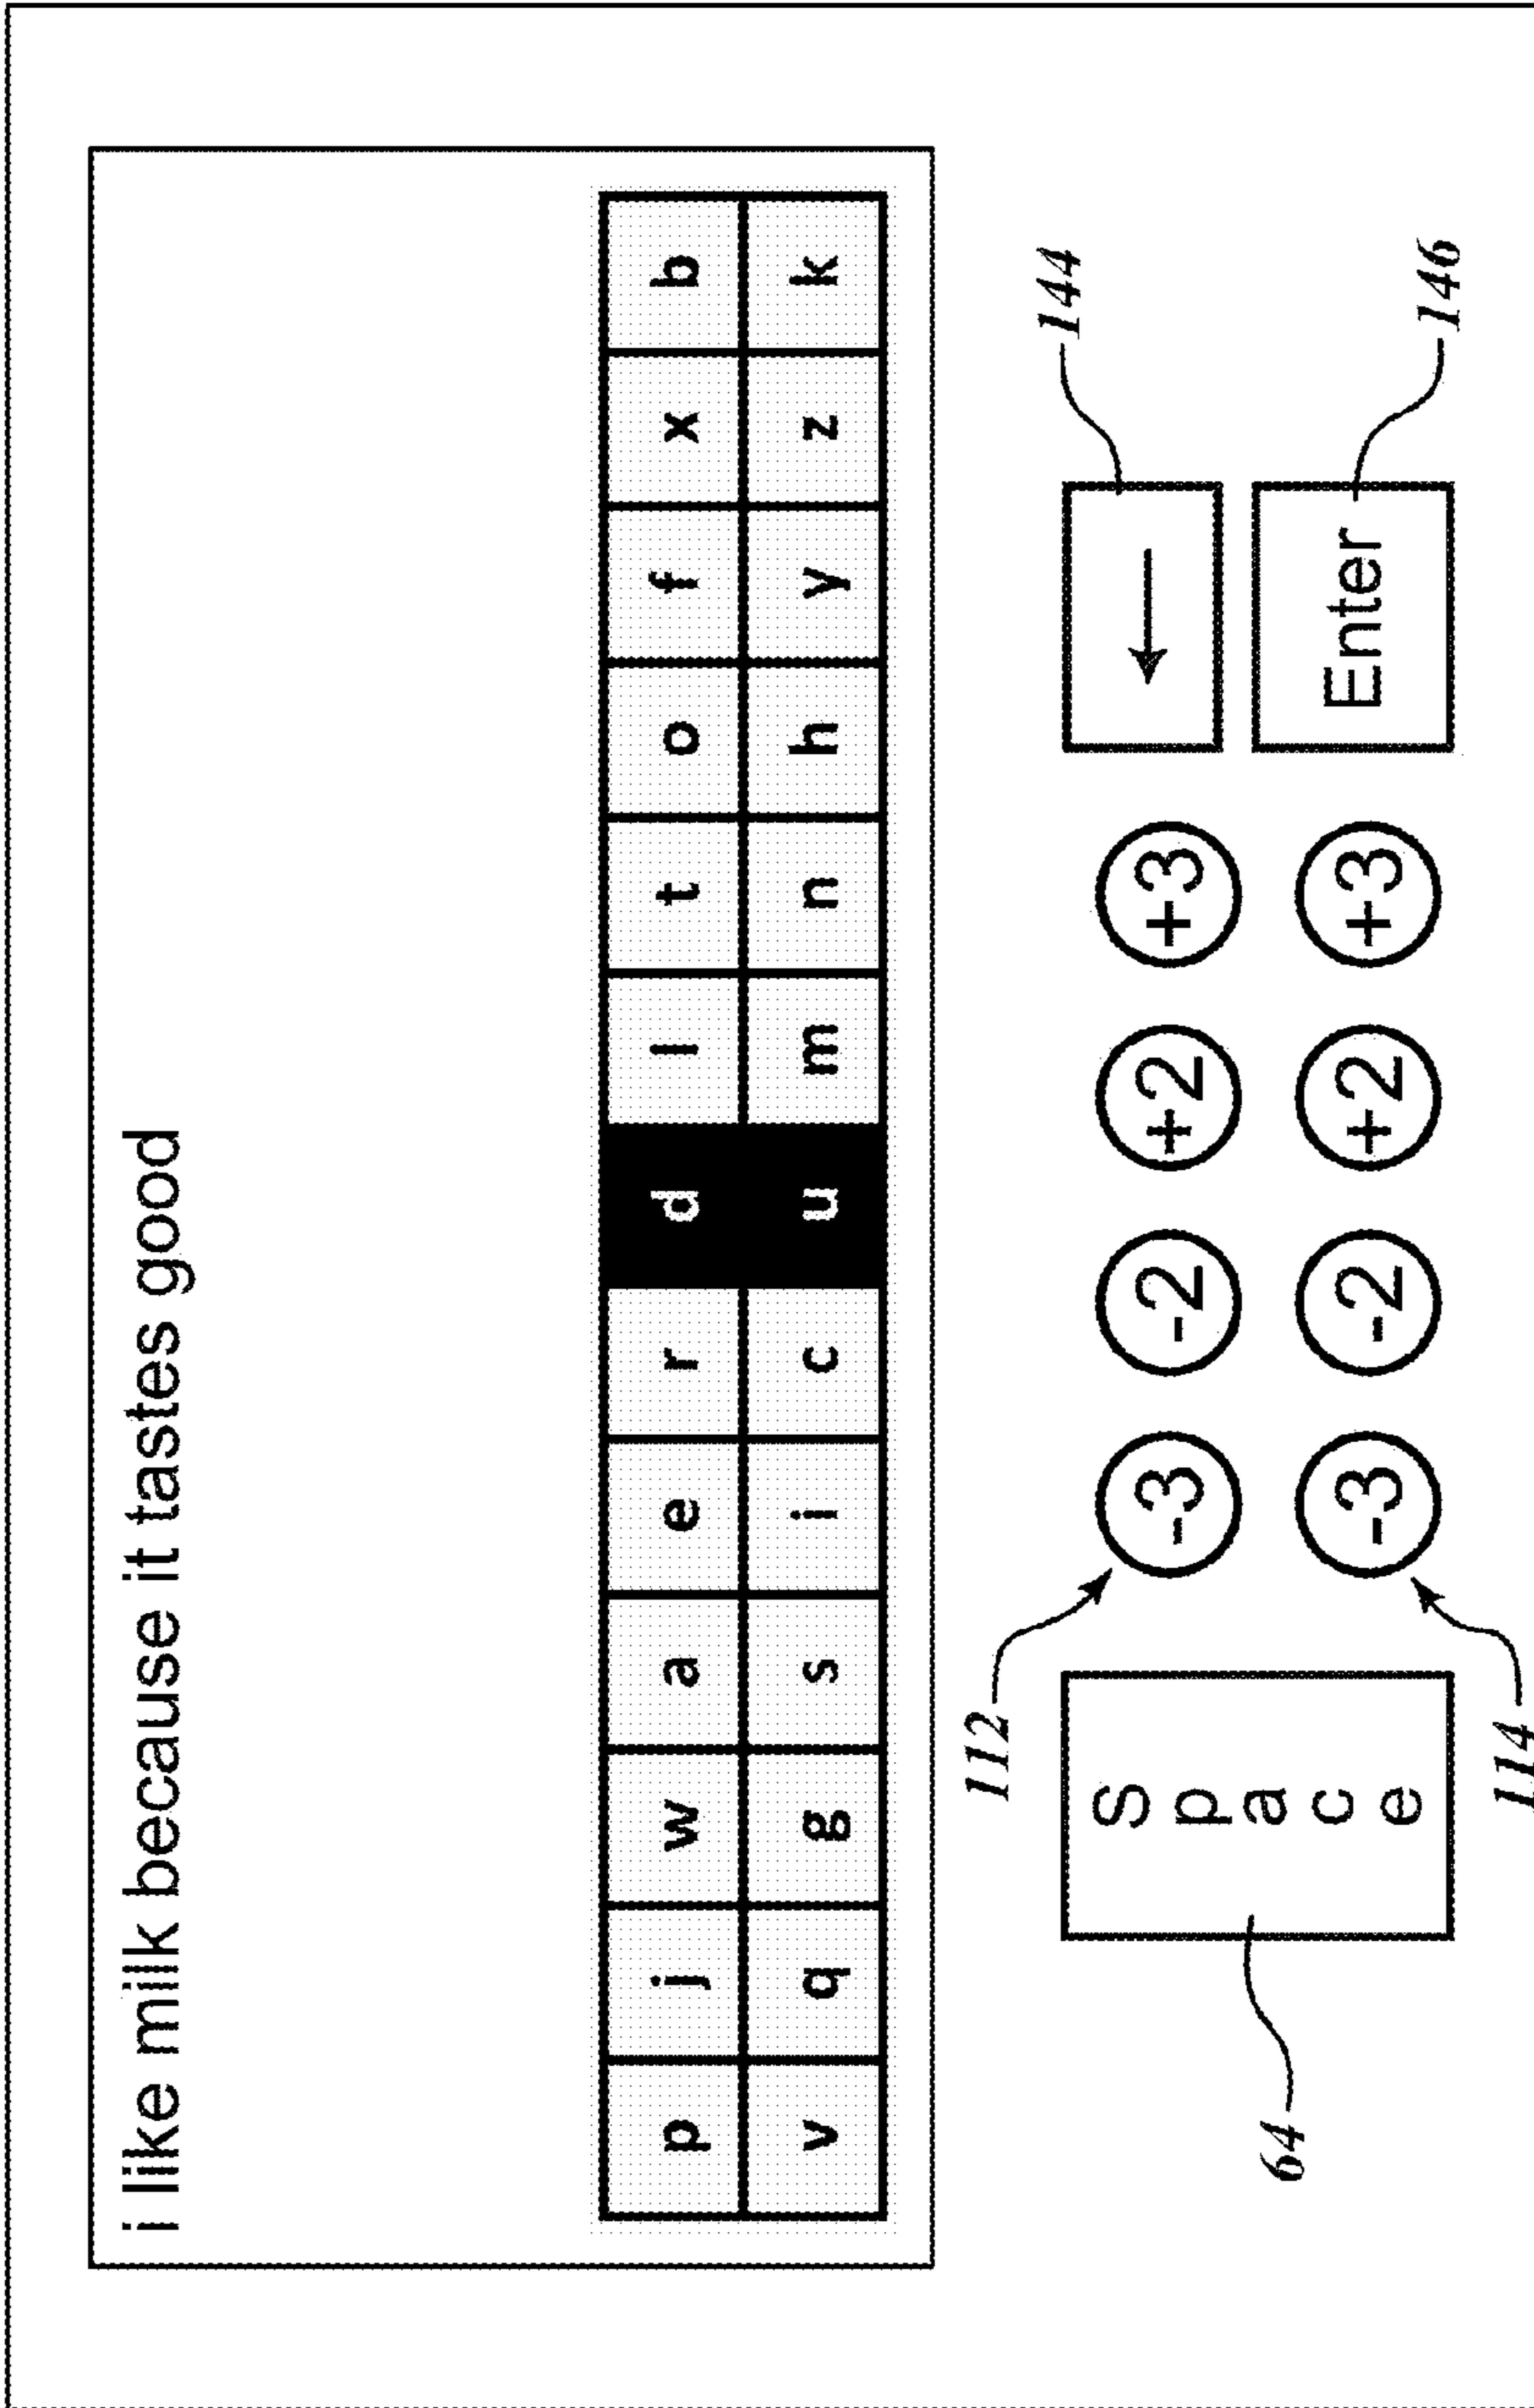 i like milk because it tastes good
p j w a e r d l t o f x b
v q g s i c u m n h y z k
112
144
Space
-3 -2 +2 +3
←
-3 -2 +2 +3
Enter
64
114
146